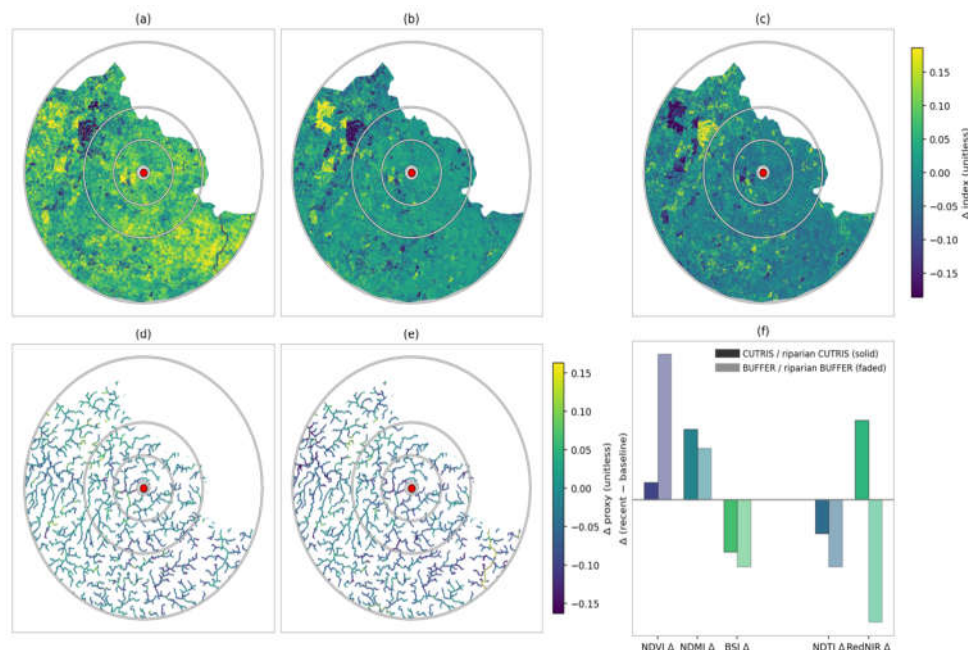 (a)
(b)
(c)
0.15
0.10
0.05
0.00
−0.05
−0.10
−0.15
Δ index (unitless)
(d)
(e)
(f)
0.15
0.10
0.05
0.00
−0.05
−0.10
−0.15
Δ proxy (unitless)
Δ (recent − baseline)
CUTRIS / riparian CUTRIS (solid)
BUFFER / riparian BUFFER (faded)
NDVI Δ NDMI Δ BSI Δ NDTI Δ RedNIR Δ